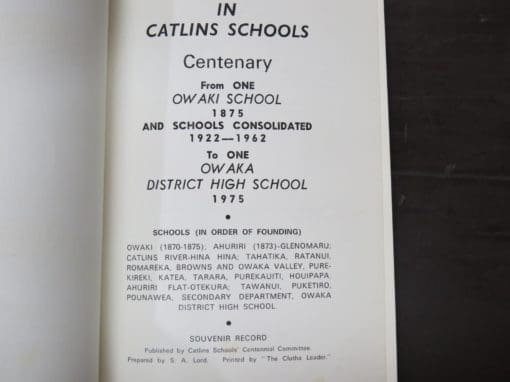 IN
CATLINS SCHOOLS
Centenary
From ONE
OWAKI SCHOOL
1875
AND SCHOOLS CONSOLIDATED
1922—1962
To ONE
OWAKA
DISTRICT HIGH SCHOOL
1975
•
SCHOOLS (IN ORDER OF FOUNDING)
OWAKI (1870-1875); AHURIRI (1873)-GLENOMARU;
CATLINS RIVER-HINA HINA; TAHATIKA, RATANUI,
ROMAREKA, BROWNS AND OWAKA VALLEY, PURE-
KIREKI, KATEA, TARARA, PUREKAUITI, HOUIPAPA,
AHURIRI FLAT-OTEKURA; TAWANUI, PUKETIRO,
POUNAWEA, SECONDARY DEPARTMENT, OWAKA
DISTRICT HIGH SCHOOL.
•
SOUVENIR RECORD
Published by Catlins Schools' Centennial Committee.
Prepared by S. A. Lord. Printed by "The Clutha Leader."